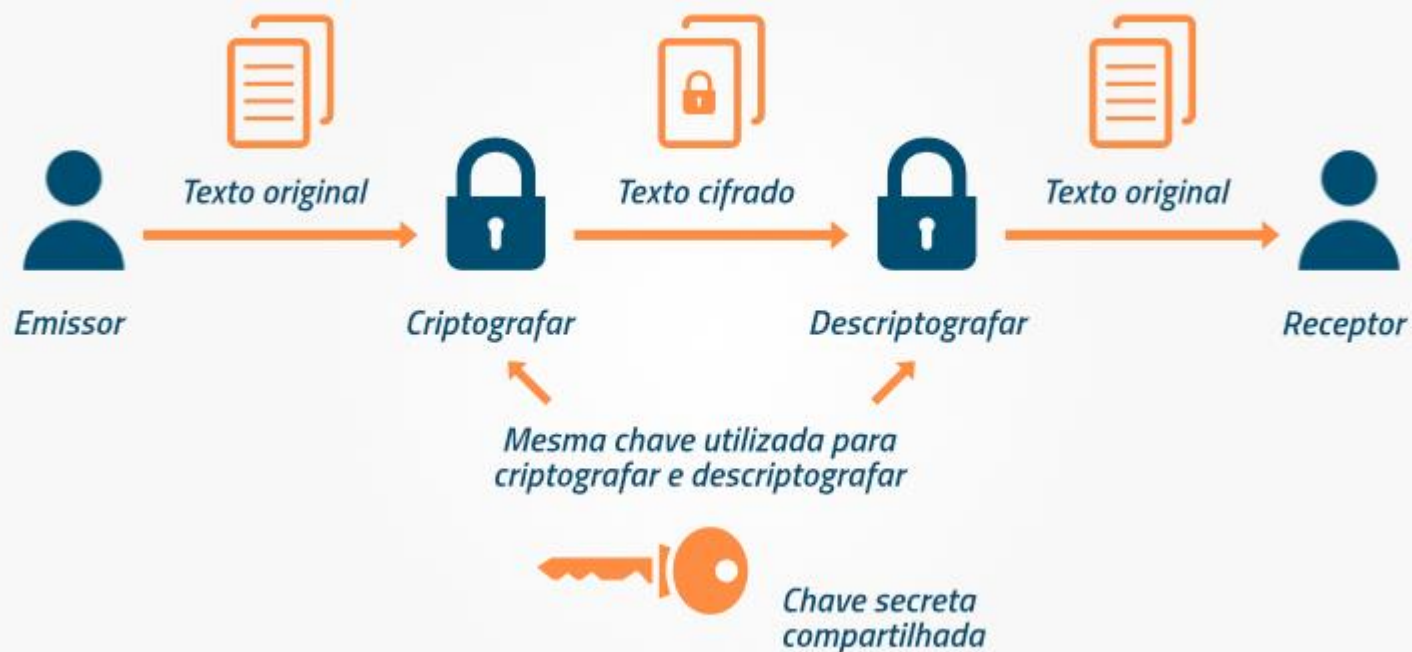 Texto original
Texto cifrado
Texto original
Emissor
Criptografar
Descriptografar
Receptor
Mesma chave utilizada para
criptografar e descriptografar
Chave secreta
compartilhada